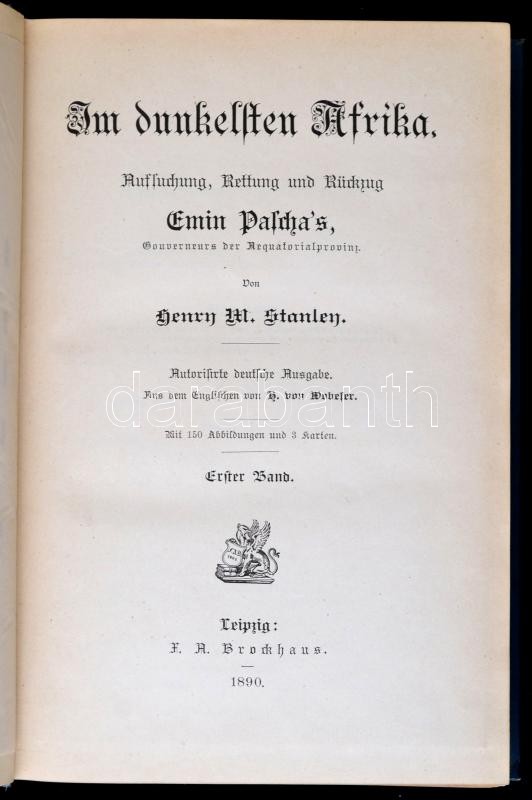 Im dunkelsten Afrika.
Aufsuchung, Rettung und Rückzug
Emin Pascha's,
Gouverneurs der Aequatorialprovinz.
Von
Henry M. Stanley.
Autorisirte deutsche Ausgabe.
darabanth
Aus dem Englischen von H. von Wobeser.
Mit 150 Abbildungen und 3 Karten.
Erster Band.
F.A.B.
Leipzig:
F. A. Brockhaus.
1890.